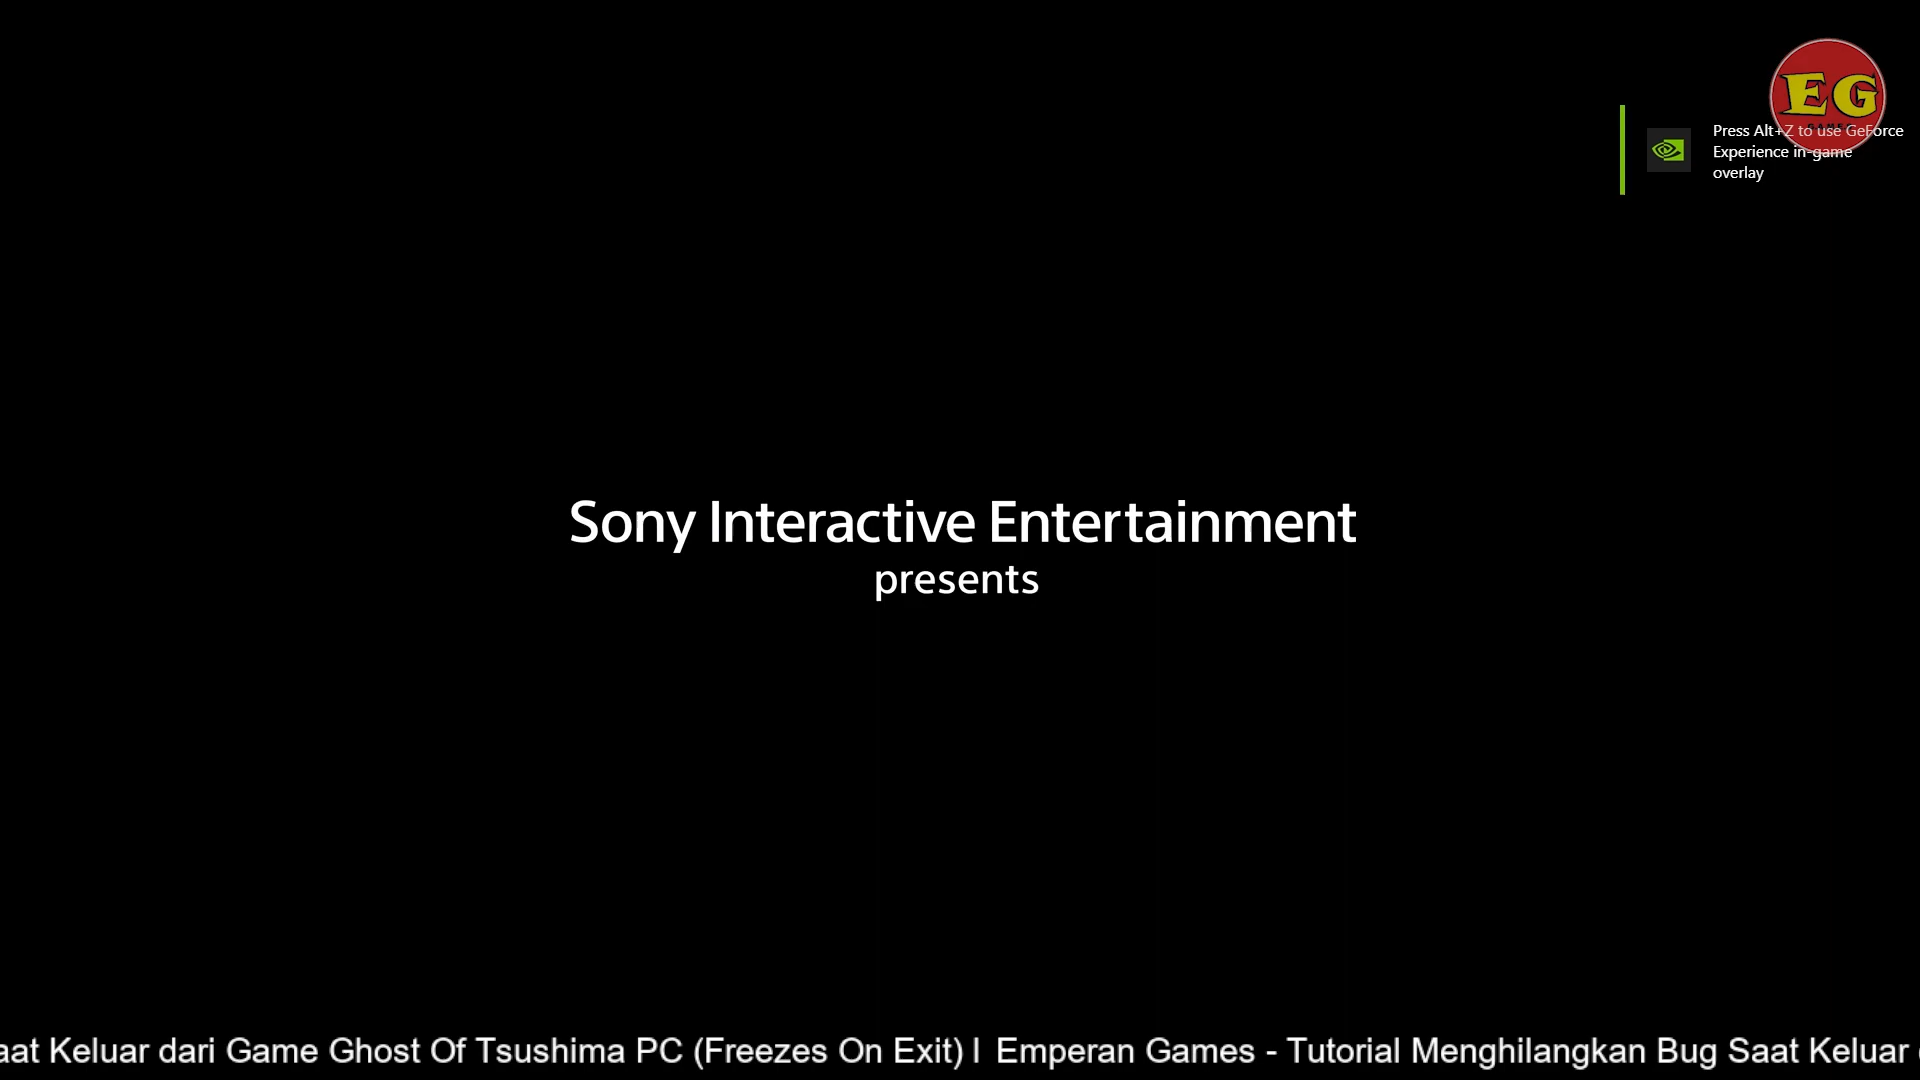 EG
GAMES
Press Alt+Z to use GeForce
Experience in-game
overlay
Sony Interactive Entertainment
presents
aat Keluar dari Game Ghost Of Tsushima PC (Freezes On Exit) l Emperan Games - Tutorial Menghilangkan Bug Saat Keluar